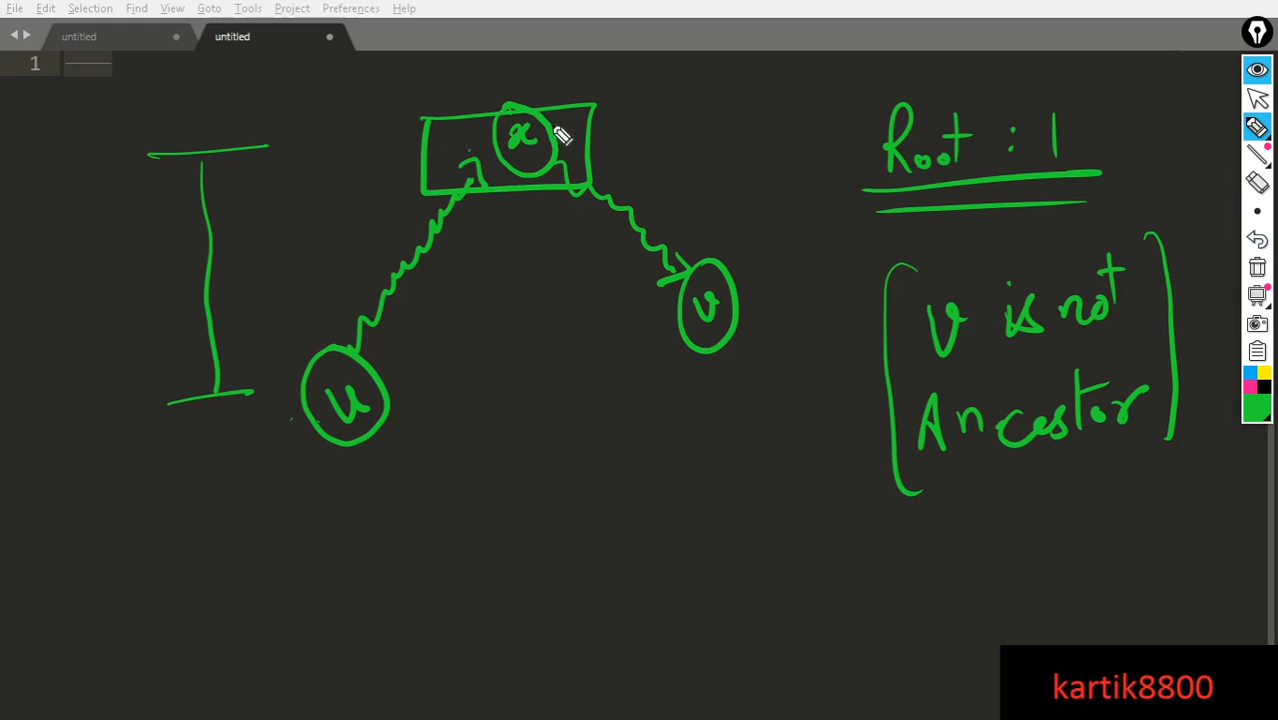 File Edit Selection Find View Goto Tools Project Preferences Help
untitled
untitled
1
x
u
v
Root : 1
v is not
Ancestor
kartik8800